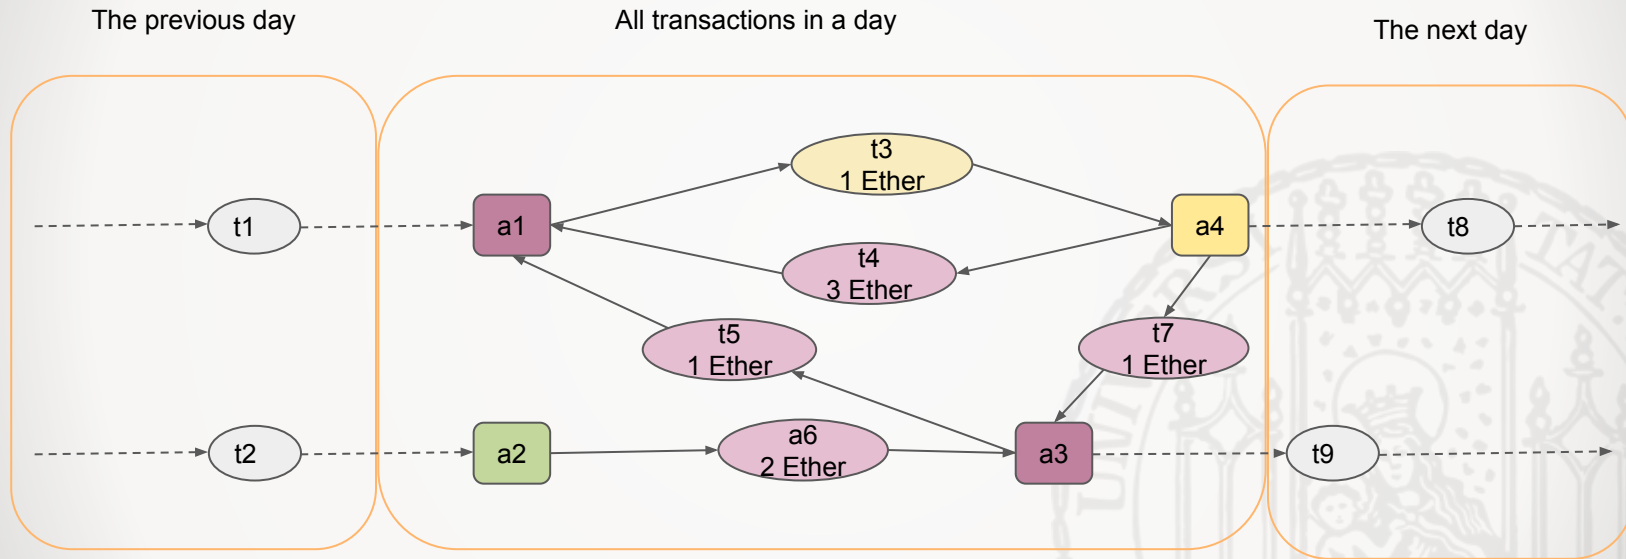 The previous day
All transactions in a day
The next day
t3
1 Ether
t1
a1
a4
t8
t4
3 Ether
t5
1 Ether
t7
1 Ether
t2
a2
a6
2 Ether
a3
t9